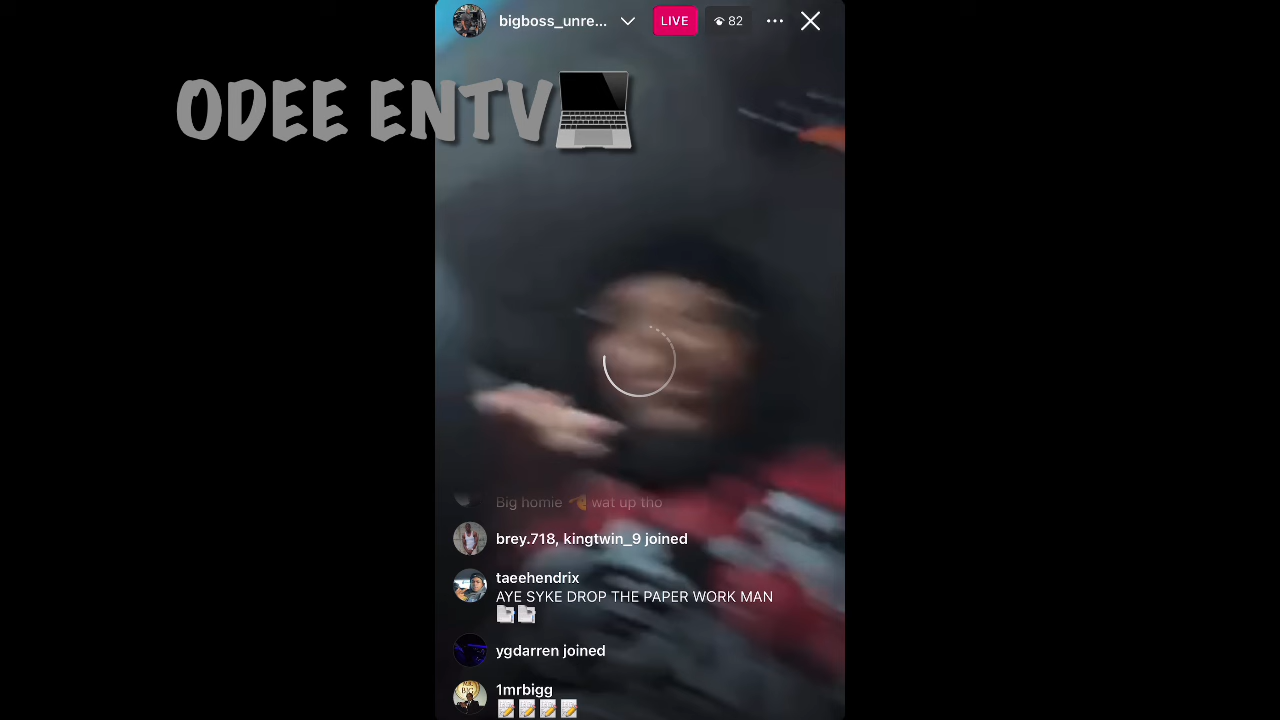 bigboss_unre...
LIVE
82
ODEE ENTV
Big homie wat up tho
brey.718, kingtwin_9 joined
taeehendrix
AYE SYKE DROP THE PAPER WORK MAN
ygdarren joined
1mrbigg